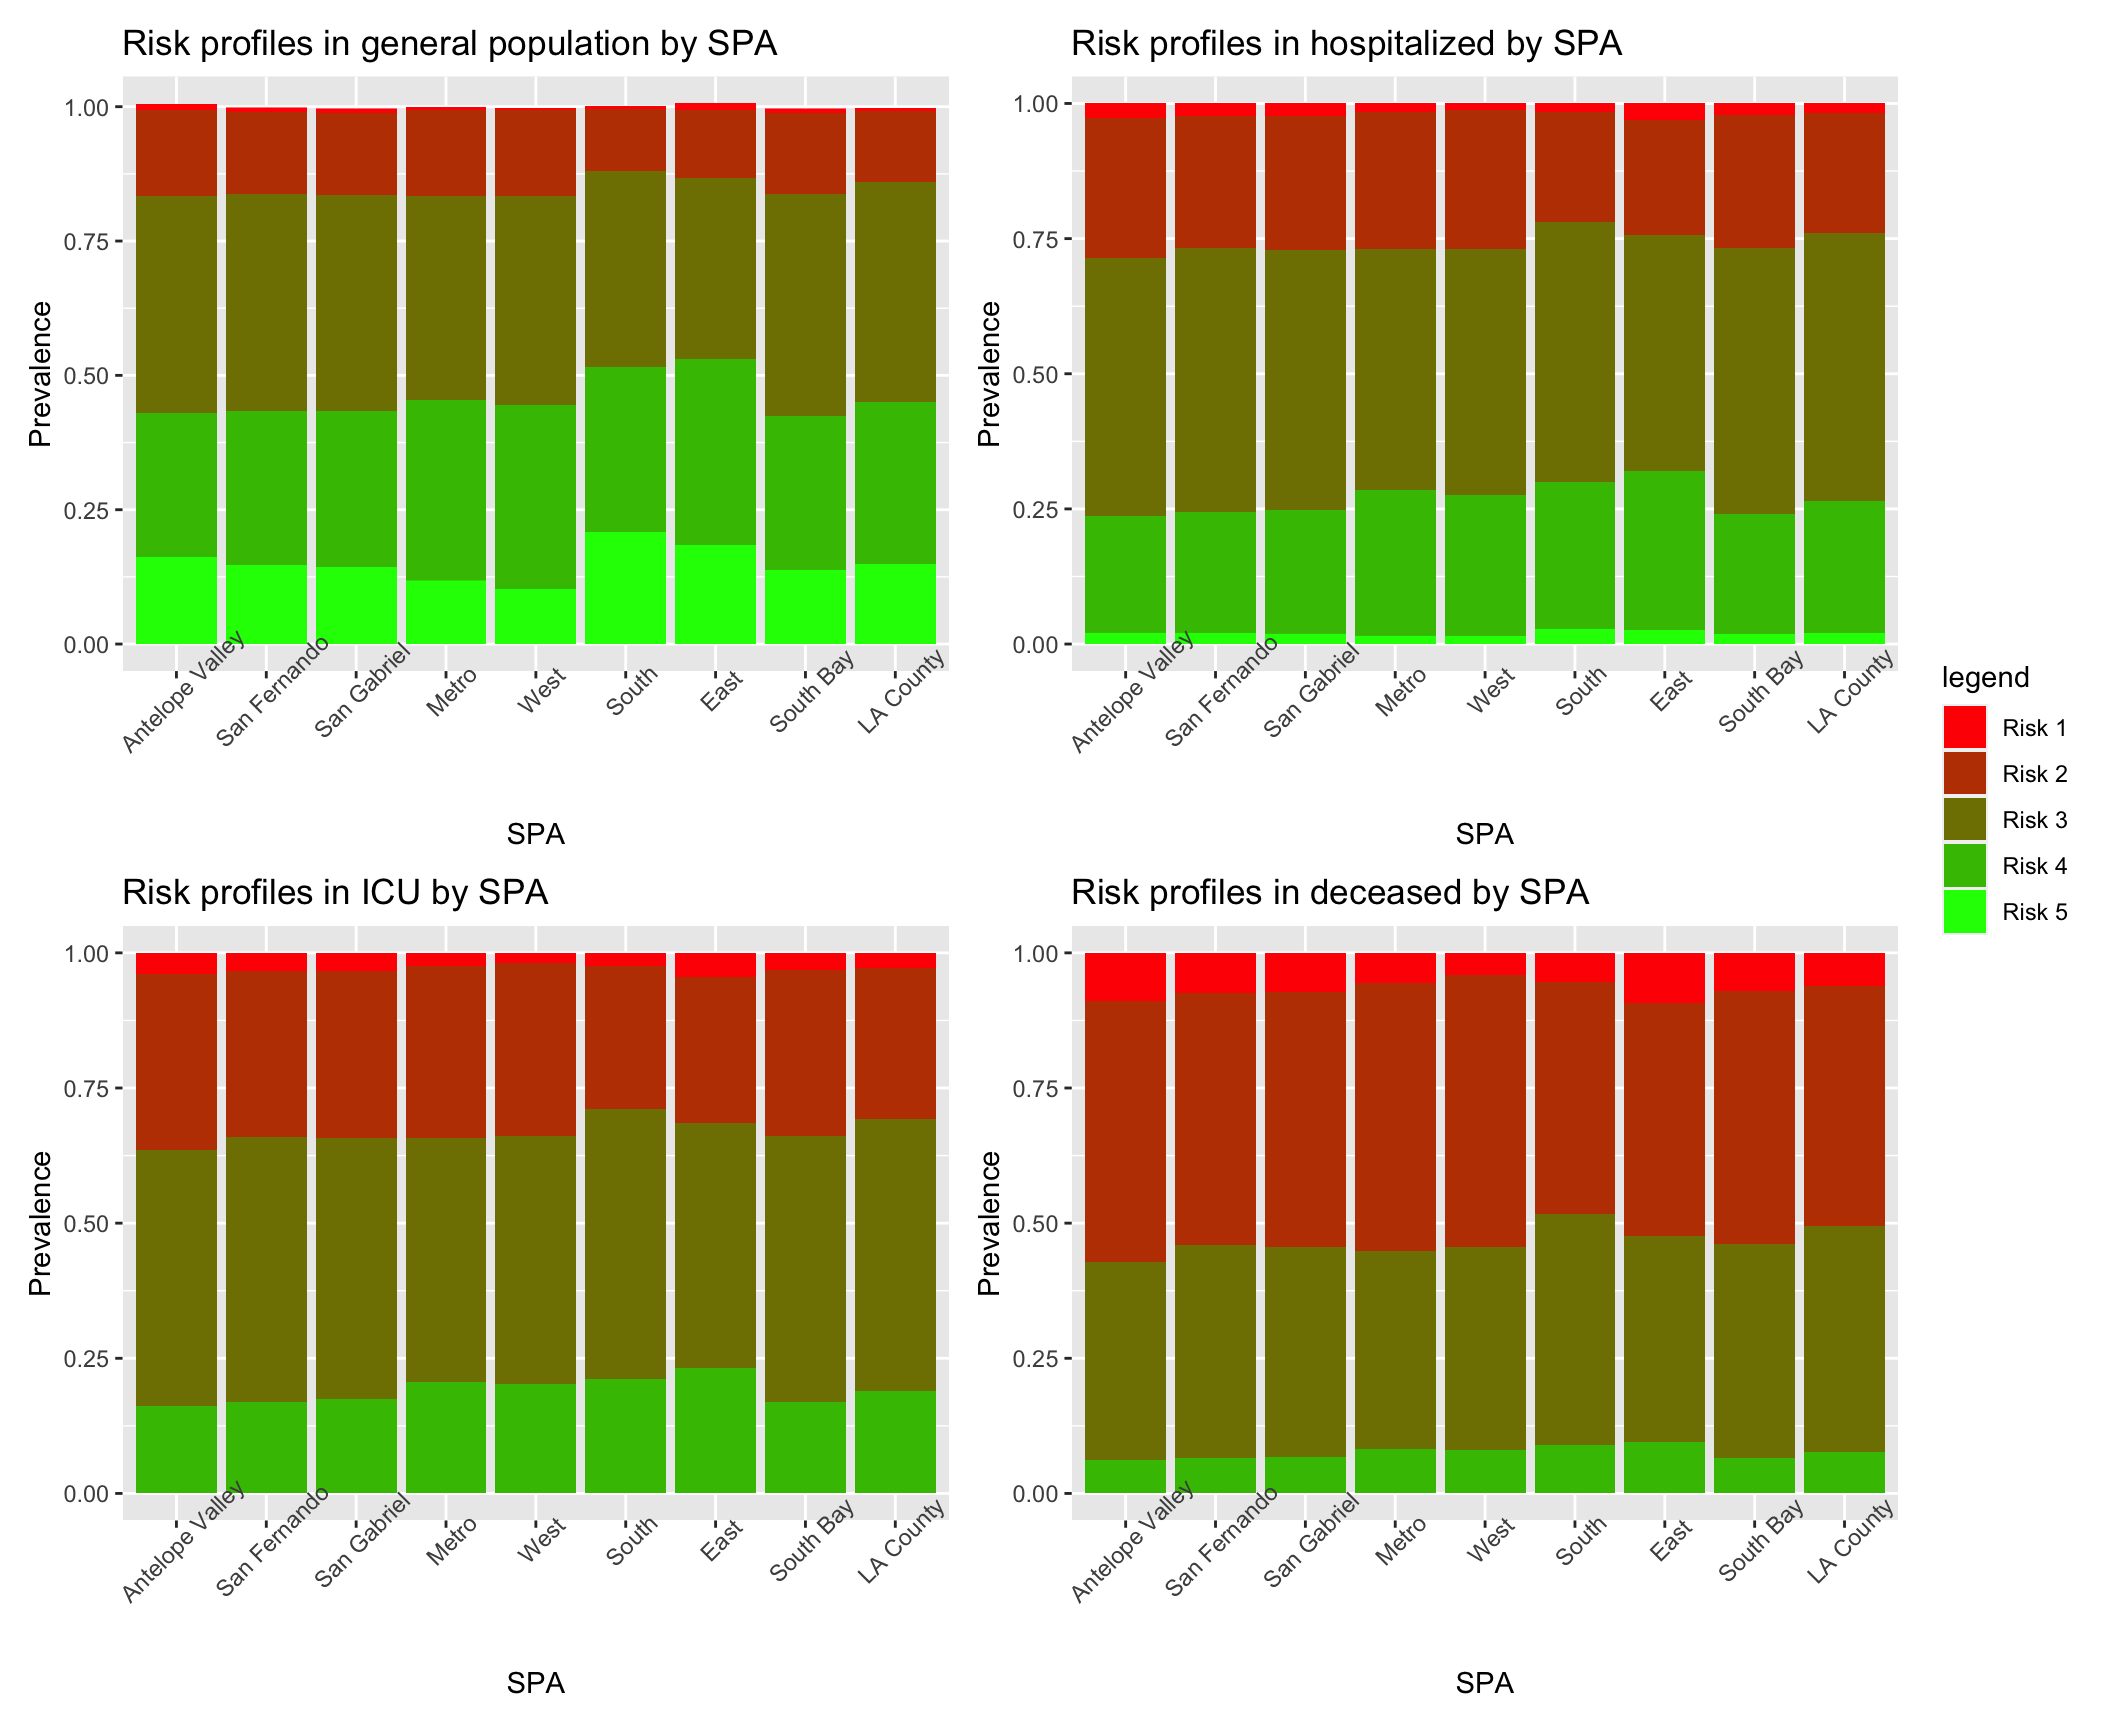 Risk profiles in general population by SPA
Prevalence
1.00
0.75
0.50
0.25
0.00
Antelope Valley
San Fernando
San Gabriel
Metro
West
South
East
South Bay
LA County
SPA
Risk profiles in hospitalized by SPA
Prevalence
1.00
0.75
0.50
0.25
0.00
Antelope Valley
San Fernando
San Gabriel
Metro
West
South
East
South Bay
LA County
SPA
legend
Risk 1
Risk 2
Risk 3
Risk 4
Risk 5
Risk profiles in ICU by SPA
Prevalence
1.00
0.75
0.50
0.25
0.00
Antelope Valley
San Fernando
San Gabriel
Metro
West
South
East
South Bay
LA County
SPA
Risk profiles in deceased by SPA
Prevalence
1.00
0.75
0.50
0.25
0.00
Antelope Valley
San Fernando
San Gabriel
Metro
West
South
East
South Bay
LA County
SPA